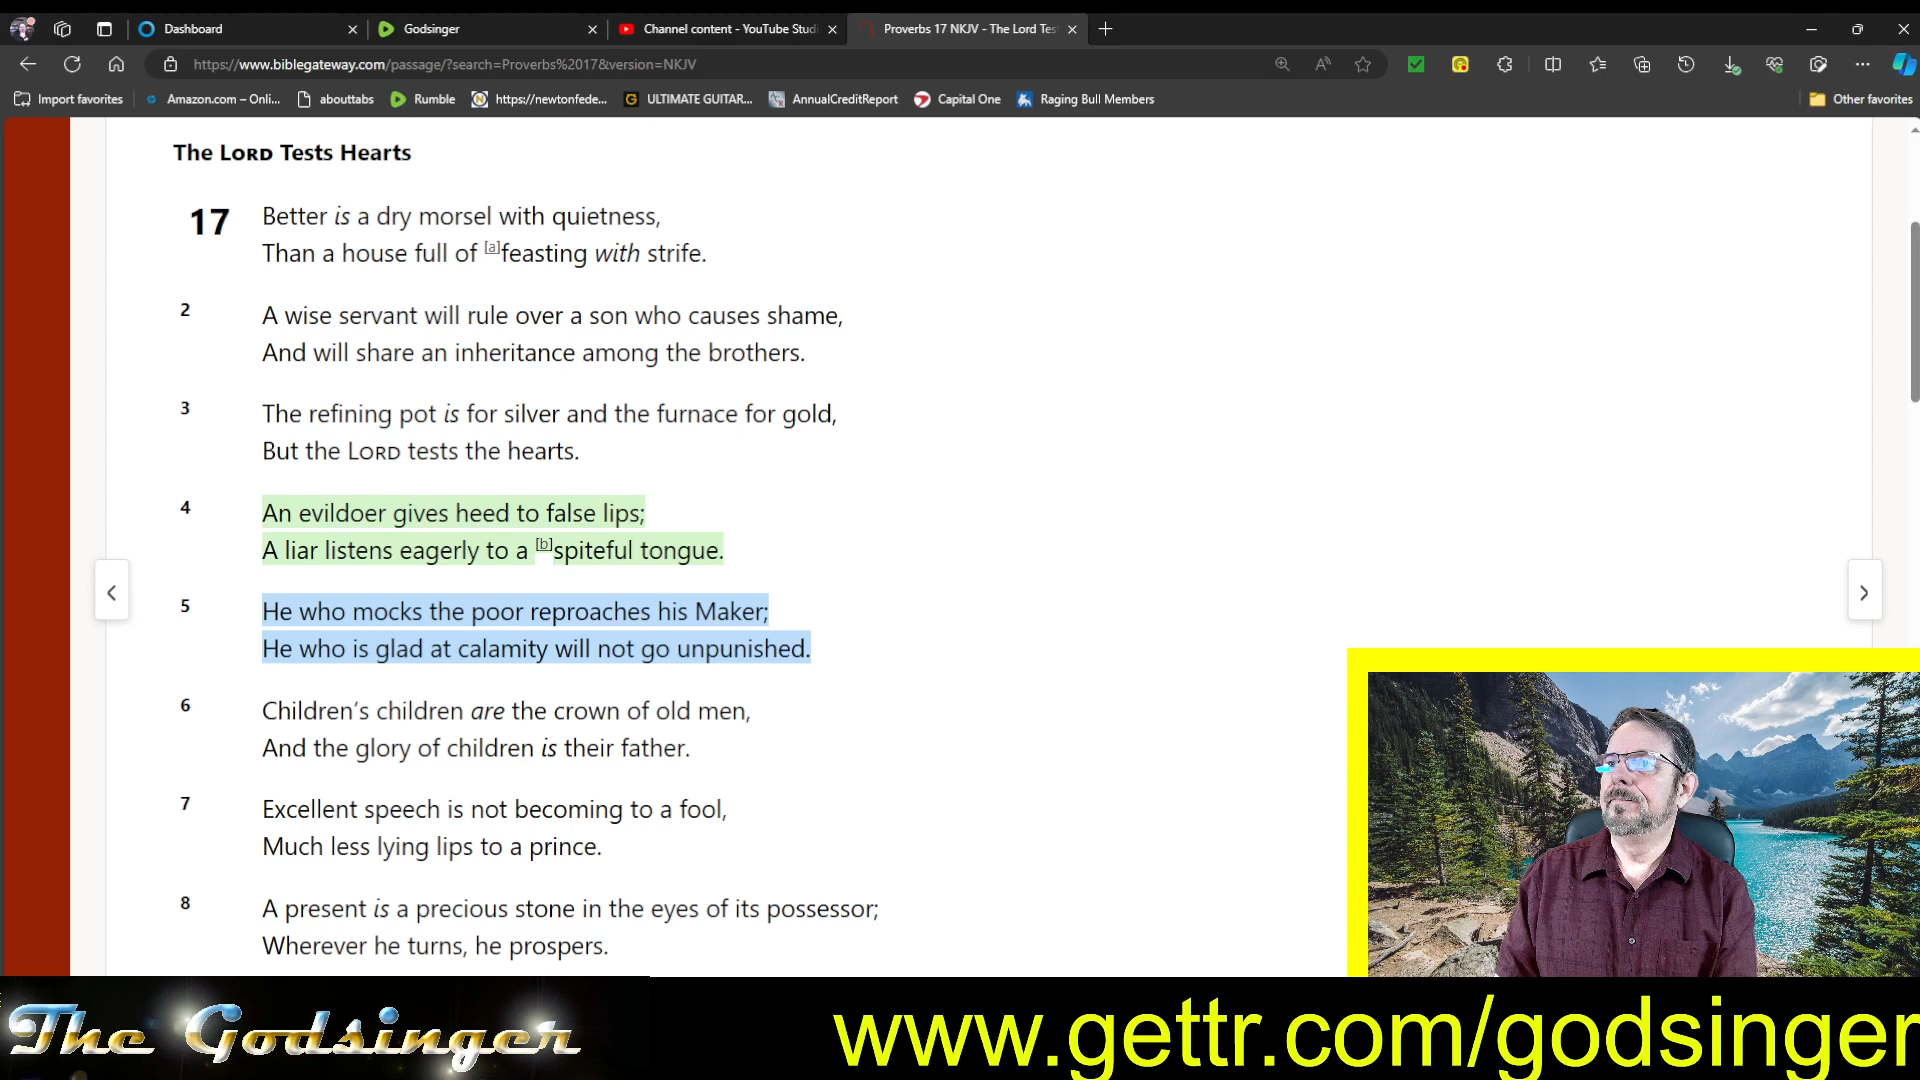 Dashboard
Godsinger
Channel content - YouTube Studi
Proverbs 17 NKJV - The Lord Tes
https://www.biblegateway.com/passage/?search=Proverbs%2017&version=NKJV
Import favorites
Amazon.com – Onli...
abouttabs
Rumble
https://newtonfede...
ULTIMATE GUITAR...
AnnualCreditReport
Capital One
Raging Bull Members
Other favorites
The LORD Tests Hearts
17 Better is a dry morsel with quietness,
Than a house full of [a]feasting with strife.
2 A wise servant will rule over a son who causes shame,
And will share an inheritance among the brothers.
3 The refining pot is for silver and the furnace for gold,
But the LORD tests the hearts.
4 An evildoer gives heed to false lips;
A liar listens eagerly to a [b]spiteful tongue.
5 He who mocks the poor reproaches his Maker;
He who is glad at calamity will not go unpunished.
6 Children’s children are the crown of old men,
And the glory of children is their father.
7 Excellent speech is not becoming to a fool,
Much less lying lips to a prince.
8 A present is a precious stone in the eyes of its possessor;
Wherever he turns, he prospers.
The Godsinger
www.gettr.com/godsinger